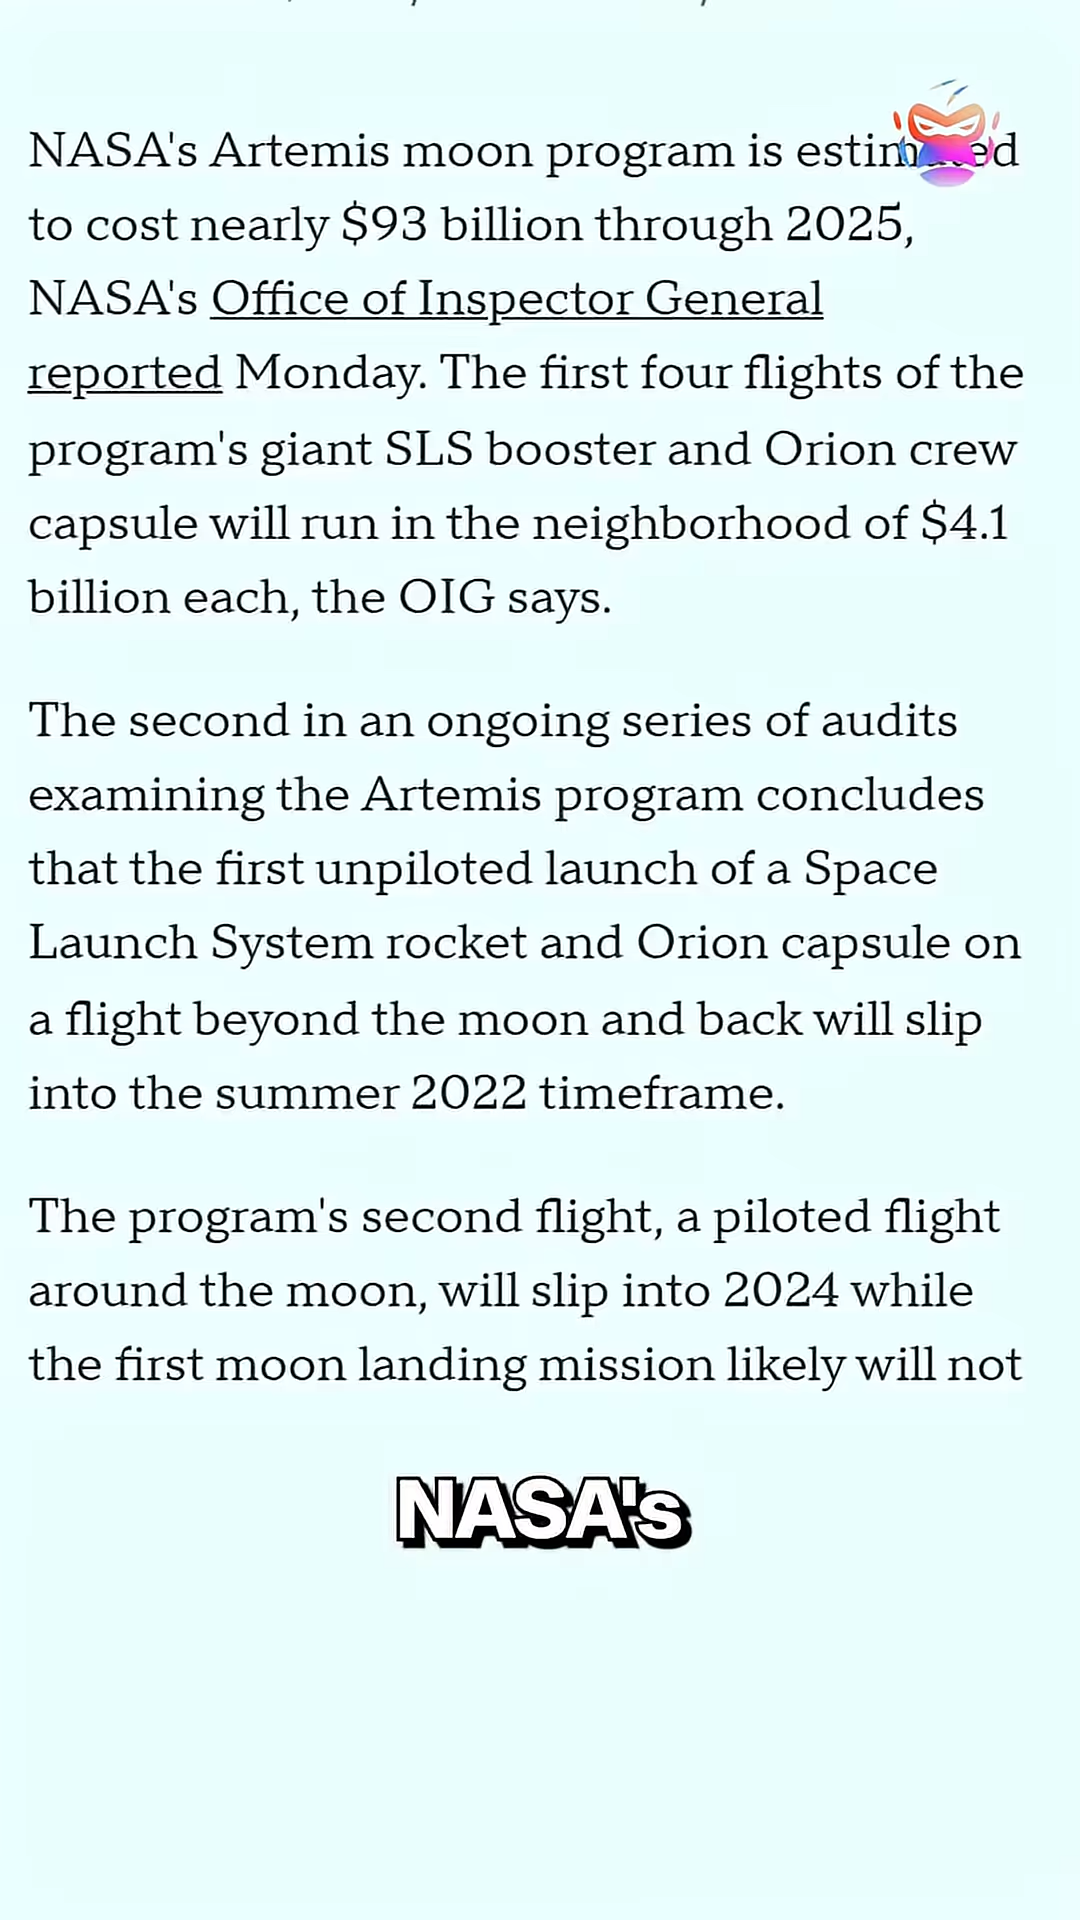 NASA's Artemis moon program is estimated
to cost nearly $93 billion through 2025,
NASA's Office of Inspector General
reported Monday. The first four flights of the
program's giant SLS booster and Orion crew
capsule will run in the neighborhood of $4.1
billion each, the OIG says.
The second in an ongoing series of audits
examining the Artemis program concludes
that the first unpiloted launch of a Space
Launch System rocket and Orion capsule on
a flight beyond the moon and back will slip
into the summer 2022 timeframe.
The program's second flight, a piloted flight
around the moon, will slip into 2024 while
the first moon landing mission likely will not
NASA's